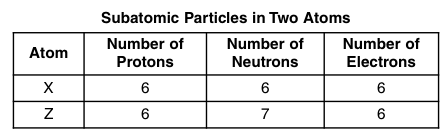 Subatomic Particles in Two Atoms
Atom Number of Protons Number of Neutrons Number of Electrons
X 6 6 6
Z 6 7 6